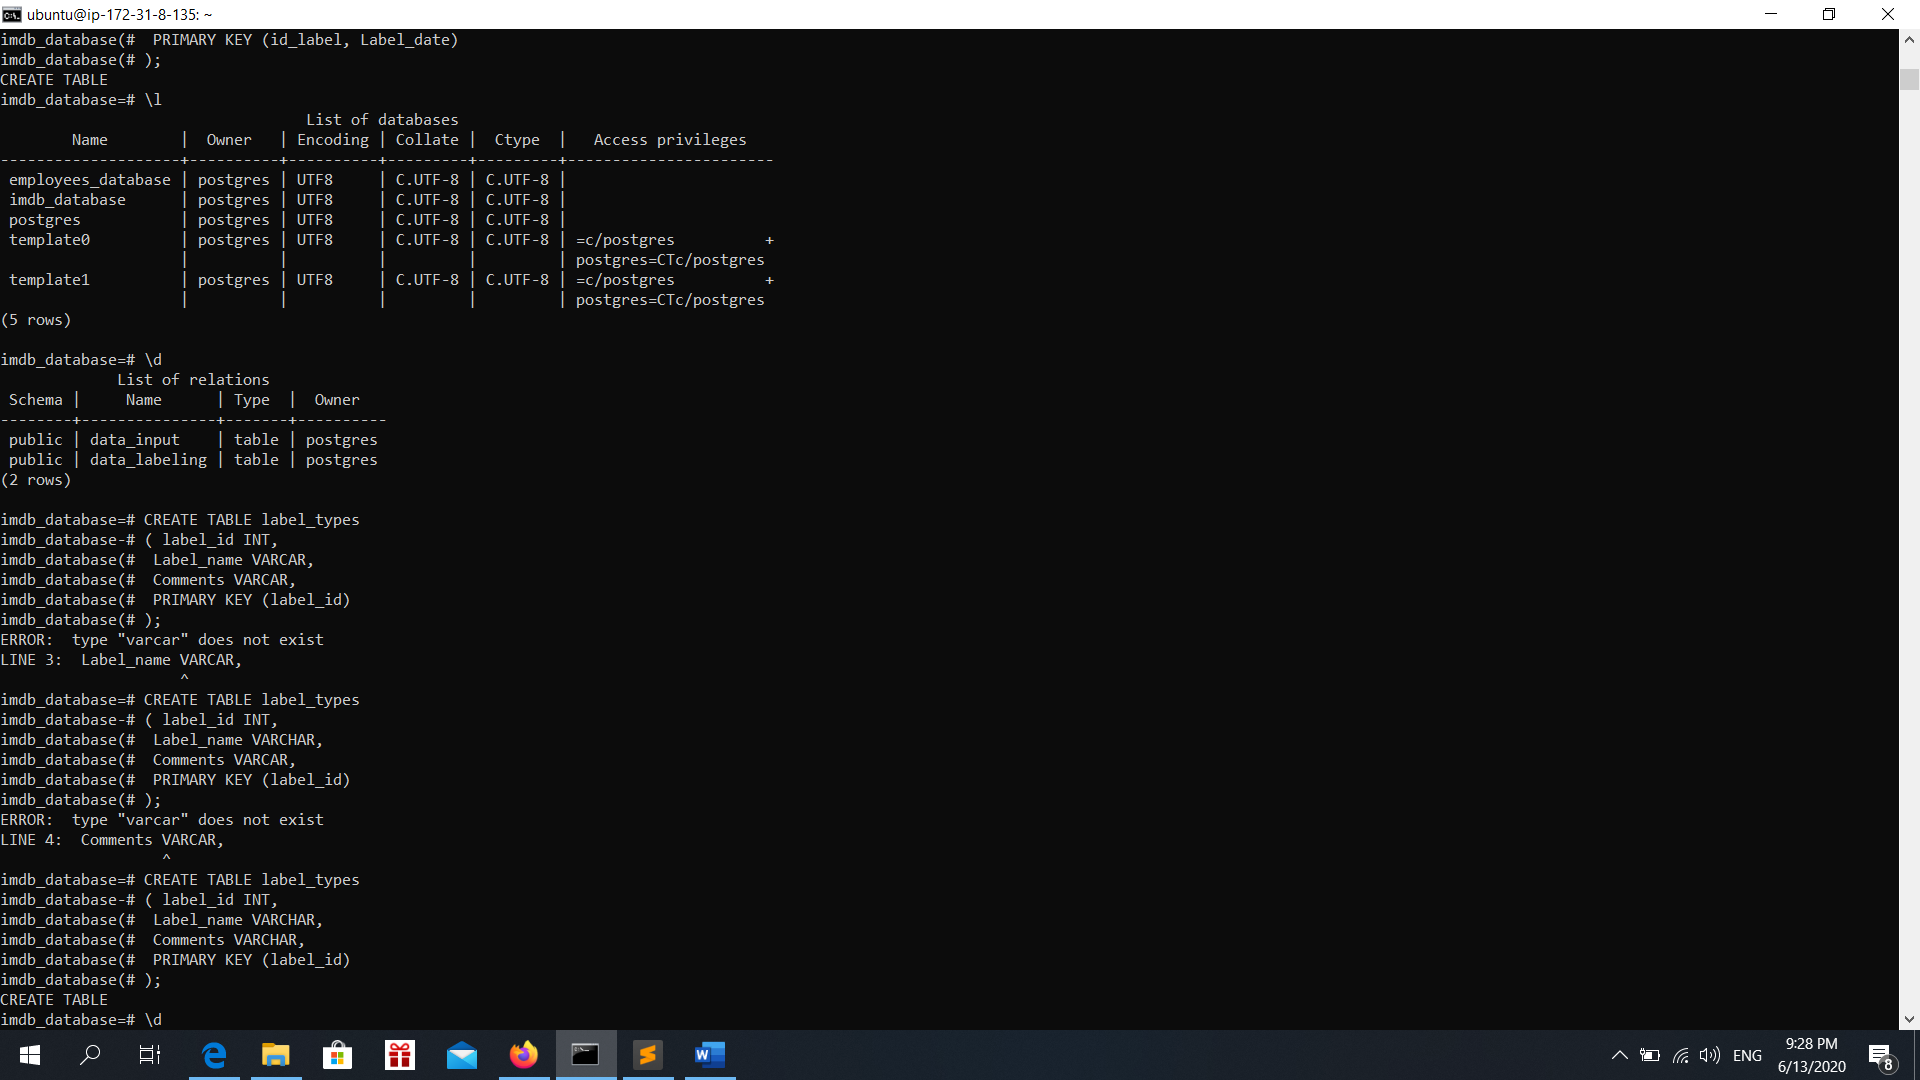 ubuntu@ip-172-31-8-135: ~
imdb_database(#  PRIMARY KEY (id_label, Label_date)
imdb_database(# );
CREATE TABLE
imdb_database=# \l
                                  List of databases
        Name        |  Owner   | Encoding | Collate |  Ctype  |   Access privileges
--------------------+----------+----------+---------+---------+-----------------------
 employees_database | postgres | UTF8     | C.UTF-8 | C.UTF-8 |
 imdb_database      | postgres | UTF8     | C.UTF-8 | C.UTF-8 |
 postgres           | postgres | UTF8     | C.UTF-8 | C.UTF-8 |
 template0          | postgres | UTF8     | C.UTF-8 | C.UTF-8 | =c/postgres          +
                    |          |          |         |         | postgres=CTc/postgres
 template1          | postgres | UTF8     | C.UTF-8 | C.UTF-8 | =c/postgres          +
                    |          |          |         |         | postgres=CTc/postgres
(5 rows)
imdb_database=# \d
             List of relations
 Schema |     Name      | Type  |  Owner
--------+---------------+-------+----------
 public | data_input    | table | postgres
 public | data_labeling | table | postgres
(2 rows)
imdb_database=# CREATE TABLE label_types
imdb_database-# ( label_id INT,
imdb_database(#  Label_name VARCAR,
imdb_database(#  Comments VARCAR,
imdb_database(#  PRIMARY KEY (label_id)
imdb_database(# );
ERROR:  type "varcar" does not exist
LINE 3:  Label_name VARCAR,
                    ^
imdb_database=# CREATE TABLE label_types
imdb_database-# ( label_id INT,
imdb_database(#  Label_name VARCHAR,
imdb_database(#  Comments VARCAR,
imdb_database(#  PRIMARY KEY (label_id)
imdb_database(# );
ERROR:  type "varcar" does not exist
LINE 4:  Comments VARCAR,
                  ^
imdb_database=# CREATE TABLE label_types
imdb_database-# ( label_id INT,
imdb_database(#  Label_name VARCHAR,
imdb_database(#  Comments VARCHAR,
imdb_database(#  PRIMARY KEY (label_id)
imdb_database(# );
CREATE TABLE
imdb_database=# \d
ENG
9:28 PM
6/13/2020
8